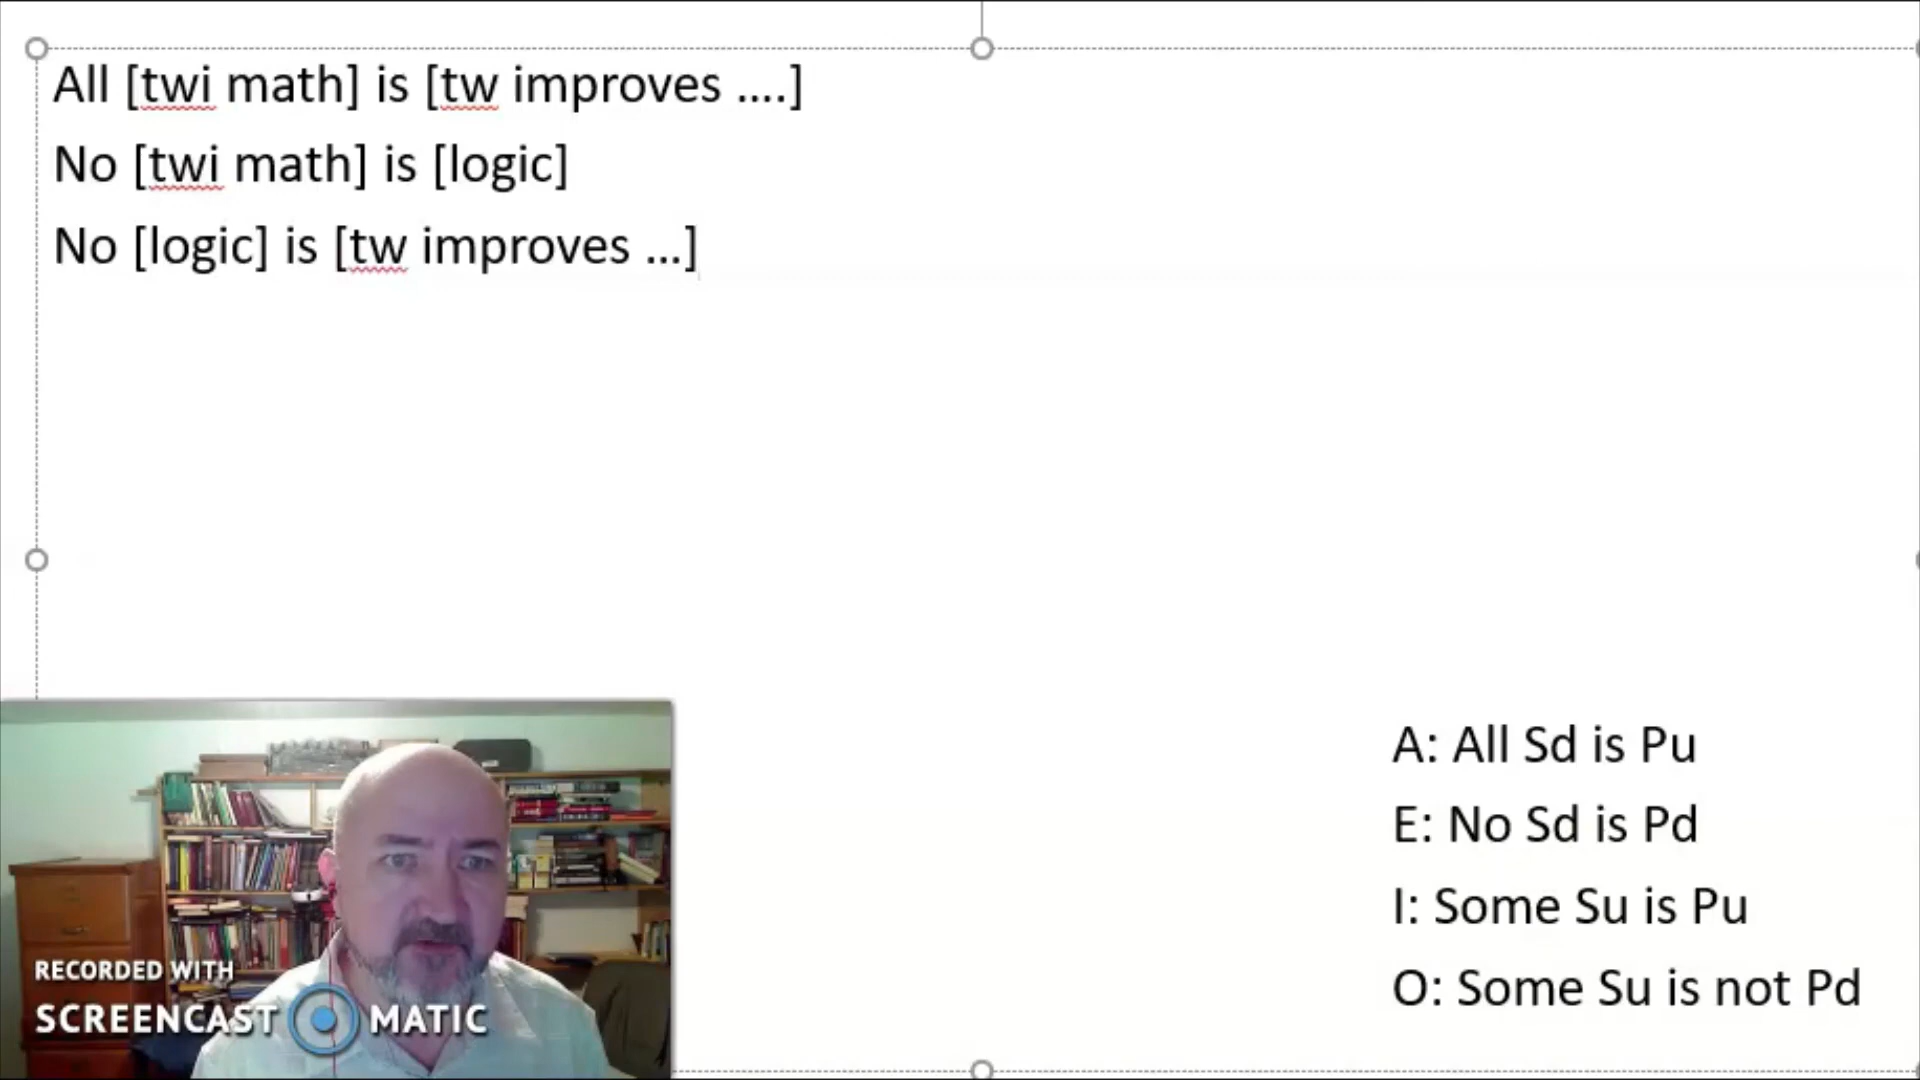 All [twi math] is [tw improves ....]
No [twi math] is [logic]
No [logic] is [tw improves ...]
A: All Sd is Pu
E: No Sd is Pd
I: Some Su is Pu
O: Some Su is not Pd
RECORDED WITH
SCREENCAST MATIC